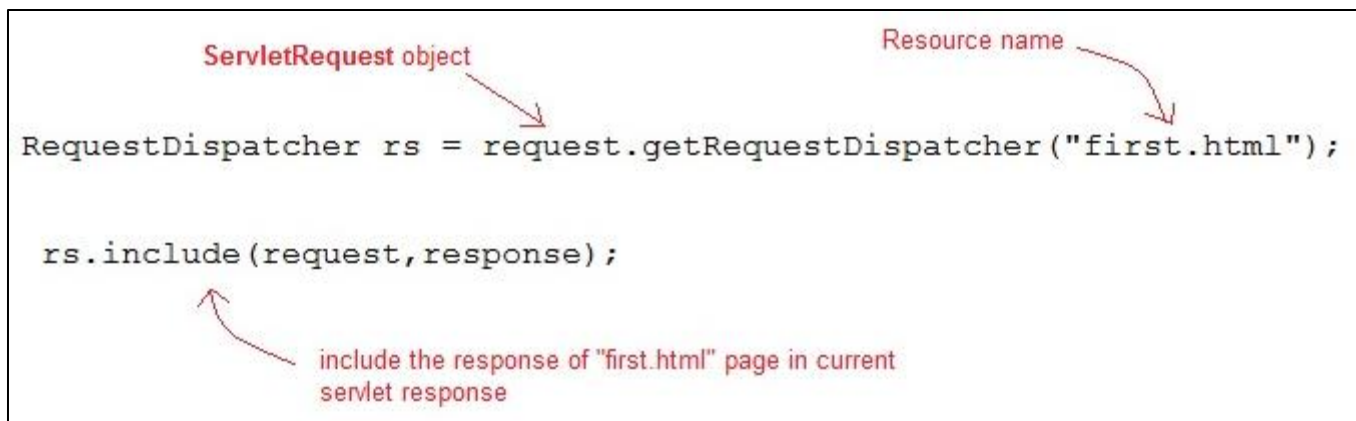 ServletRequest object
Resource name
RequestDispatcher rs = request.getRequestDispatcher("first.html");
rs.include(request,response);
include the response of "first.html" page in current
servlet response